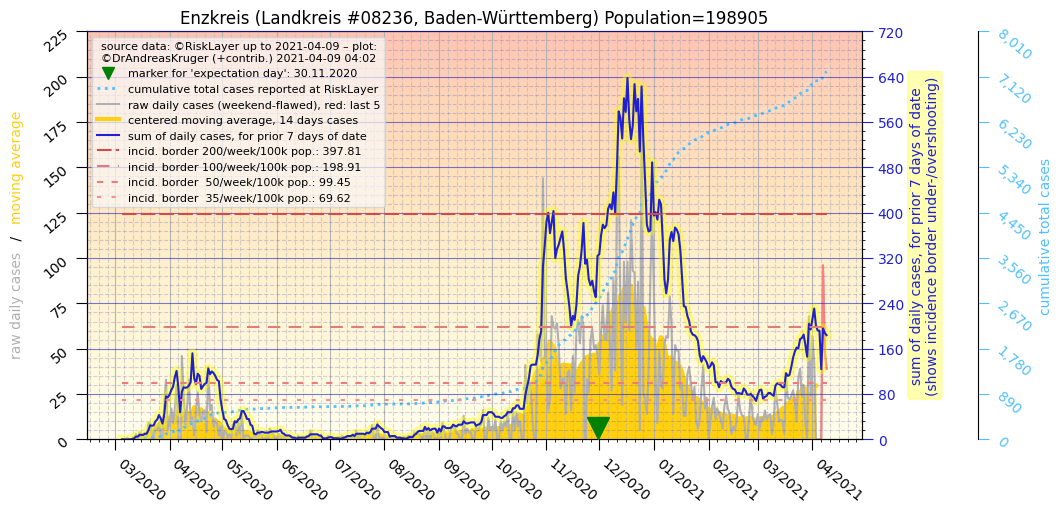 Enzkreis (Landkreis #08236, Baden-Württemberg) Population=198905
source data: ©RiskLayer up to 2021-04-09 – plot:
©DrAndreasKruger (+contrib.) 2021-04-09 04:02
marker for 'expectation day': 30.11.2020
cumulative total cases reported at RiskLayer
raw daily cases (weekend-flawed), red: last 5
centered moving average, 14 days cases
sum of daily cases, for prior 7 days of date
incid. border 200/week/100k pop.: 397.81
incid. border 100/week/100k pop.: 198.91
incid. border  50/week/100k pop.: 99.45
incid. border  35/week/100k pop.: 69.62
raw daily cases  /  moving average
225
200
175
150
125
100
75
50
25
0
03/2020
04/2020
05/2020
06/2020
07/2020
08/2020
09/2020
10/2020
11/2020
12/2020
01/2021
02/2021
03/2021
04/2021
720
640
560
480
400
320
240
160
80
0
sum of daily cases, for prior 7 days of date
(shows incidence border under-/overshooting)
8,010
7,120
6,230
5,340
4,450
3,560
2,670
1,780
890
0
cumulative total cases